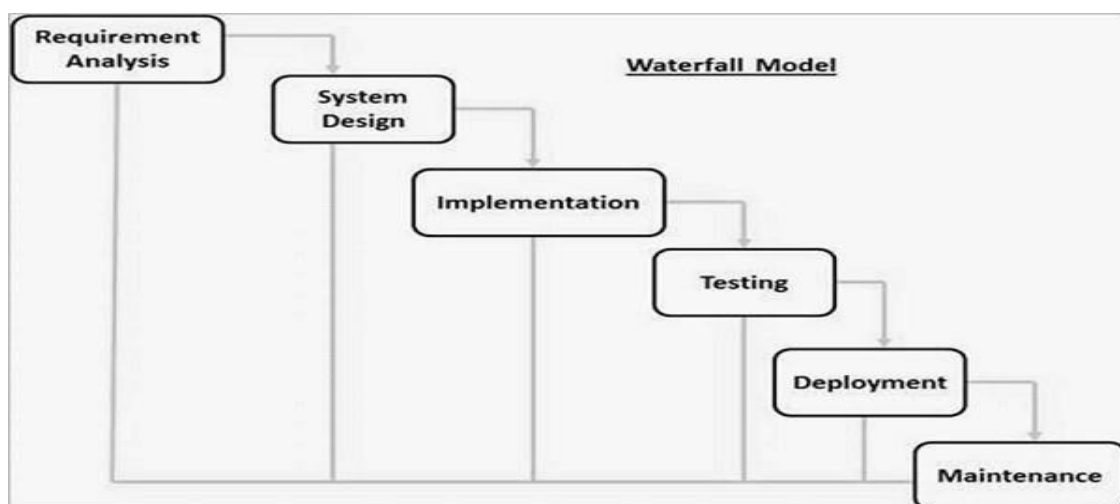 Requirement
Analysis
Waterfall Model
System
Design
Implementation
Testing
Deployment
Maintenance